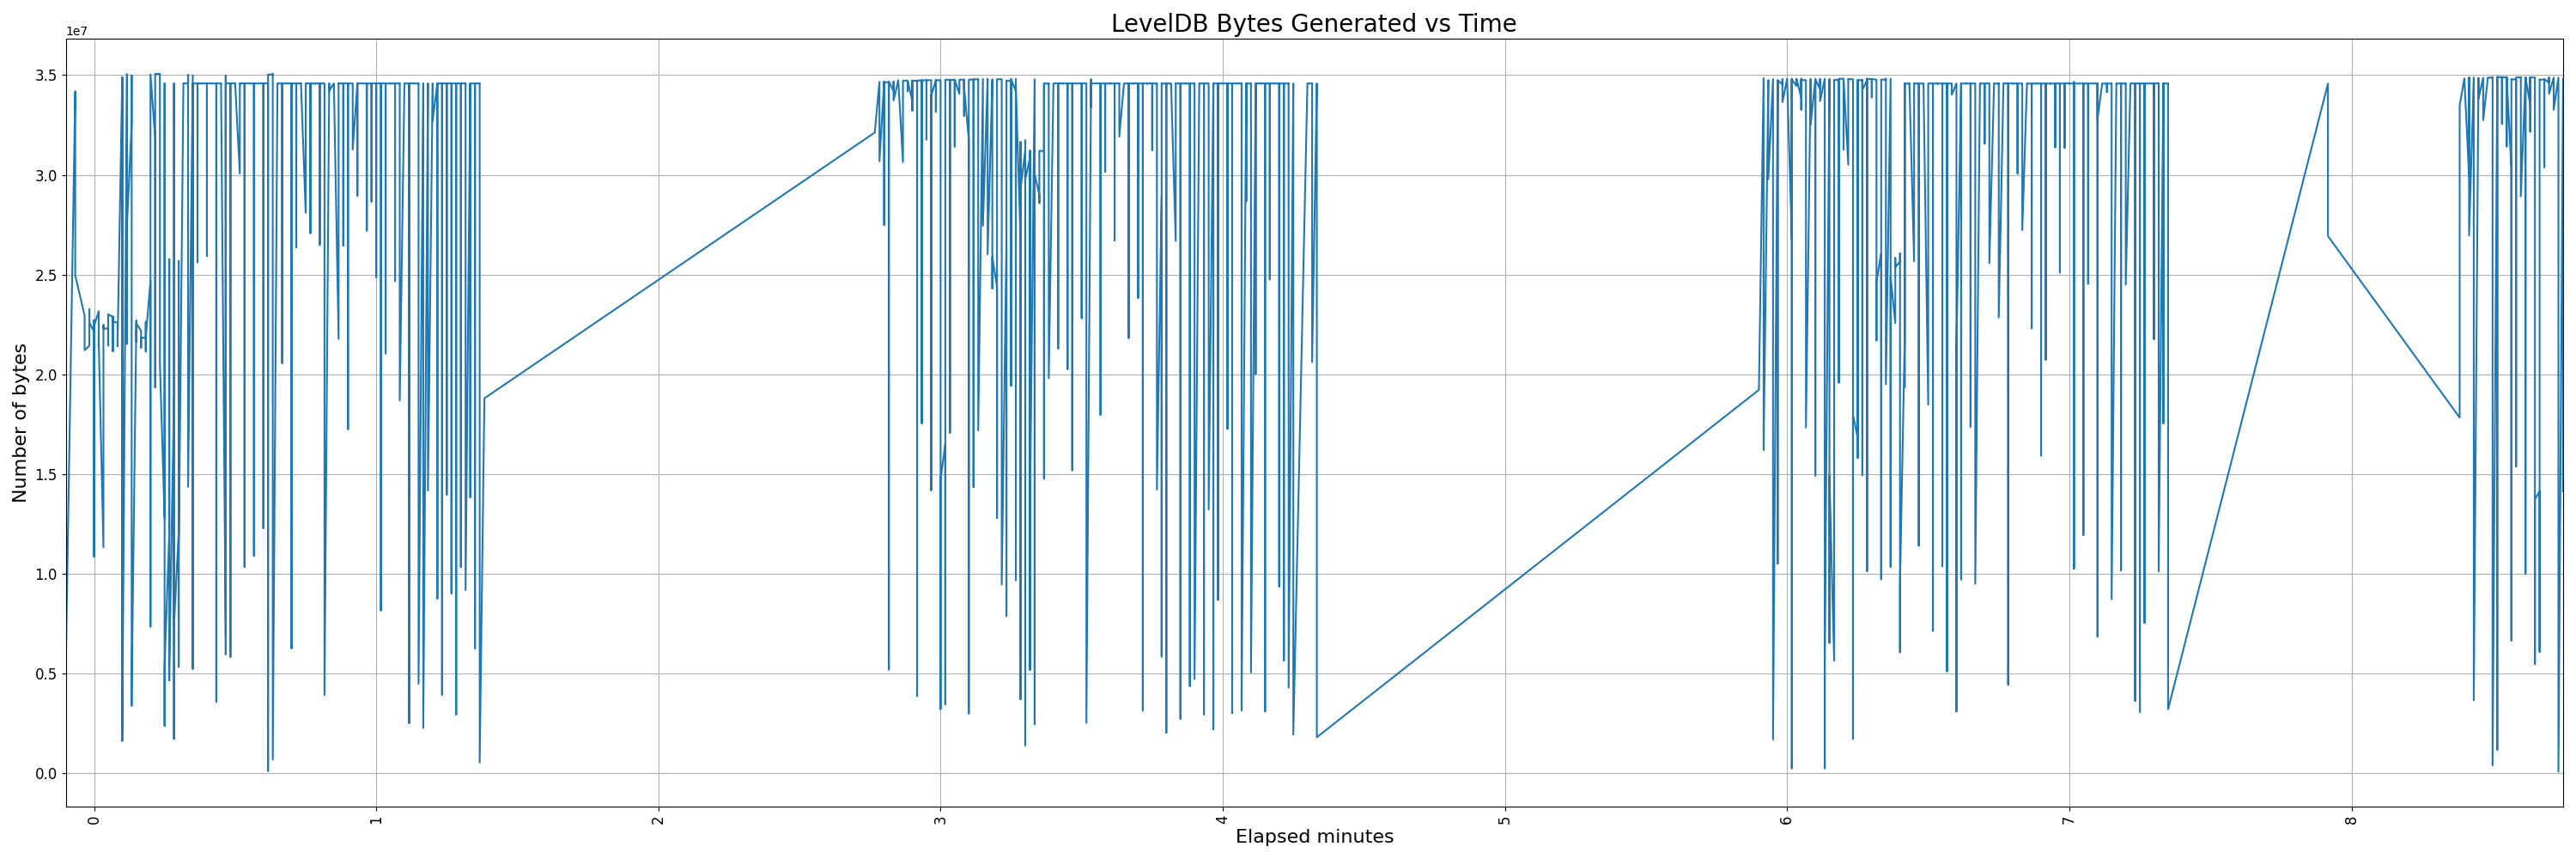 LevelDB Bytes Generated vs Time
1e7
3.5
3.0
2.5
2.0
1.5
1.0
0.5
0.0
Number of bytes
0 1 2 3 4 5 6 7 8
Elapsed minutes